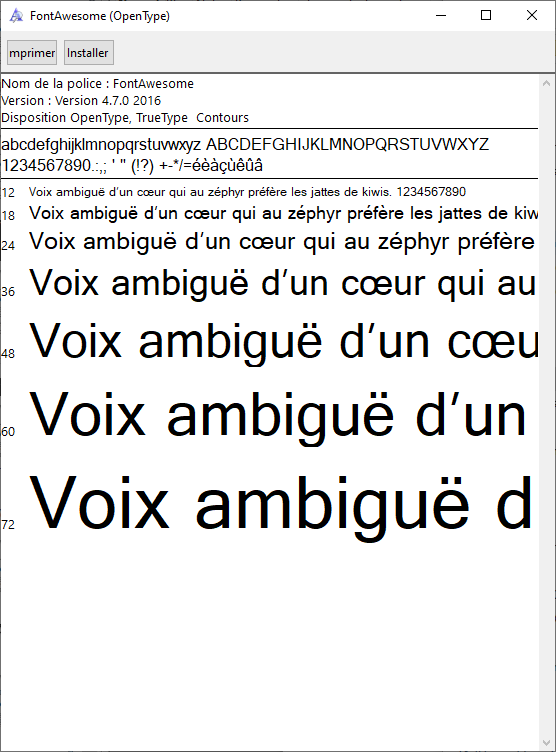 FontAwesome (OpenType)
mprimer Installer
Nom de la police : FontAwesome
Version : Version 4.7.0 2016
Disposition OpenType, TrueType Contours
abcdefghijklmnopqrstuvwxyz ABCDEFGHIJKLMNOPQRSTUVWXYZ
1234567890.:,; ' " (!?) +-*/=éèàçùêûâ
12 Voix ambiguë d’un cœur qui au zéphyr préfère les jattes de kiwis. 1234567890
18 Voix ambiguë d’un cœur qui au zéphyr préfère les jattes de kiw
24 Voix ambiguë d’un cœur qui au zéphyr préfère
36 Voix ambiguë d’un cœur qui au
48 Voix ambiguë d’un cœu
60 Voix ambiguë d’un
72 Voix ambiguë d